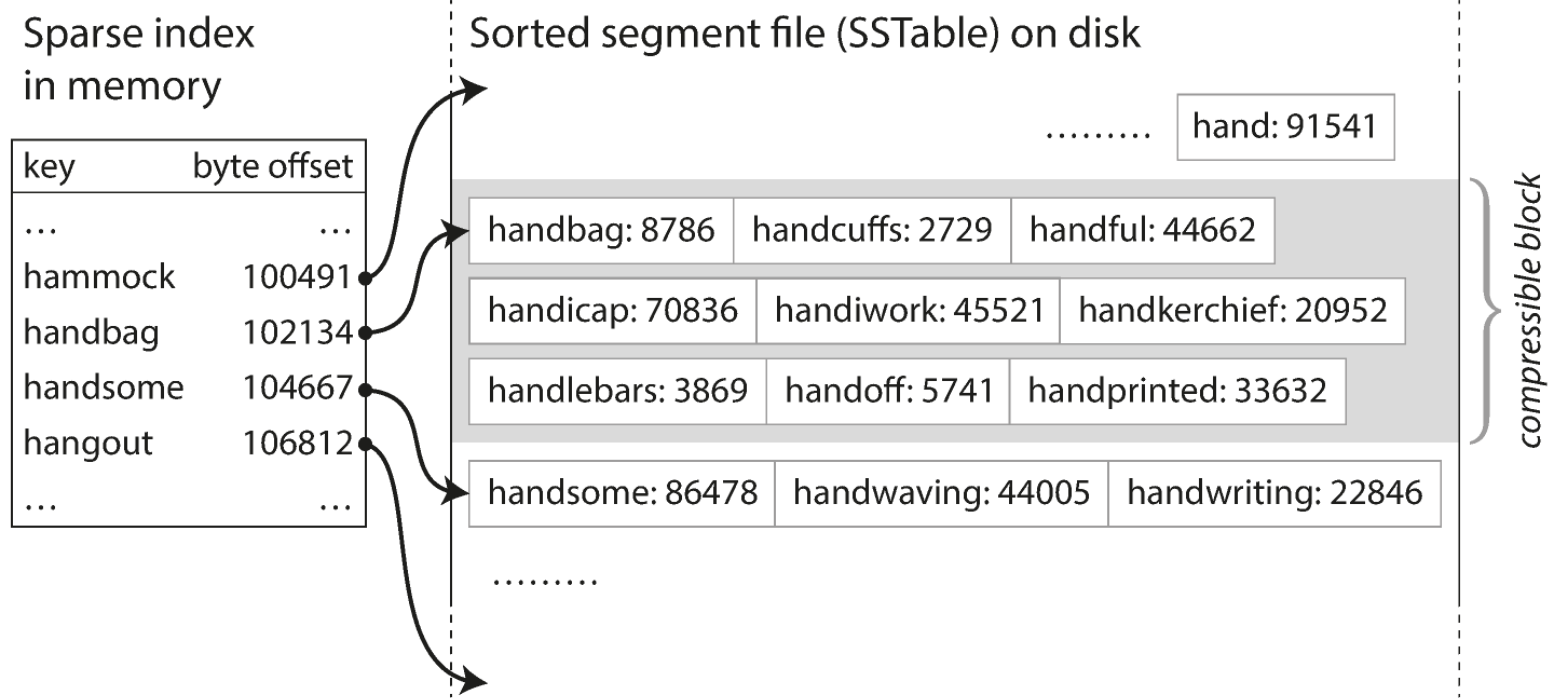 Sparse index
in memory
key byte offset
... ...
hammock 100491
handbag 102134
handsome 104667
hangout 106812
... ...
Sorted segment file (SSTable) on disk
......... hand: 91541
handbag: 8786 handcuffs: 2729 handful: 44662
handicap: 70836 handiwork: 45521 handkerchief: 20952
handlebars: 3869 handoff: 5741 handprinted: 33632
handsome: 86478 handwaving: 44005 handwriting: 22846
.........
compressible block